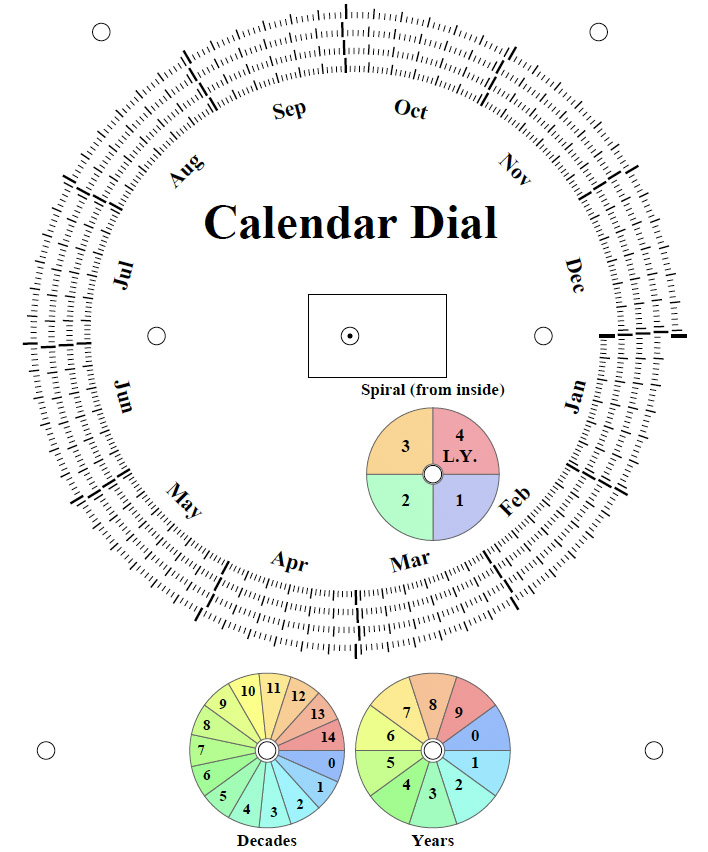 Sep
Oct
Aug
Nov
Calendar Dial
Jul
Dec
Spiral (from inside)
Jun
Jan
3
4
L.Y.
2
1
May
Feb
Apr
Mar
10
11
12
9
13
8
14
7
0
6
1
5
2
4
3
Decades
8
7
9
6
0
5
1
4
2
3
Years